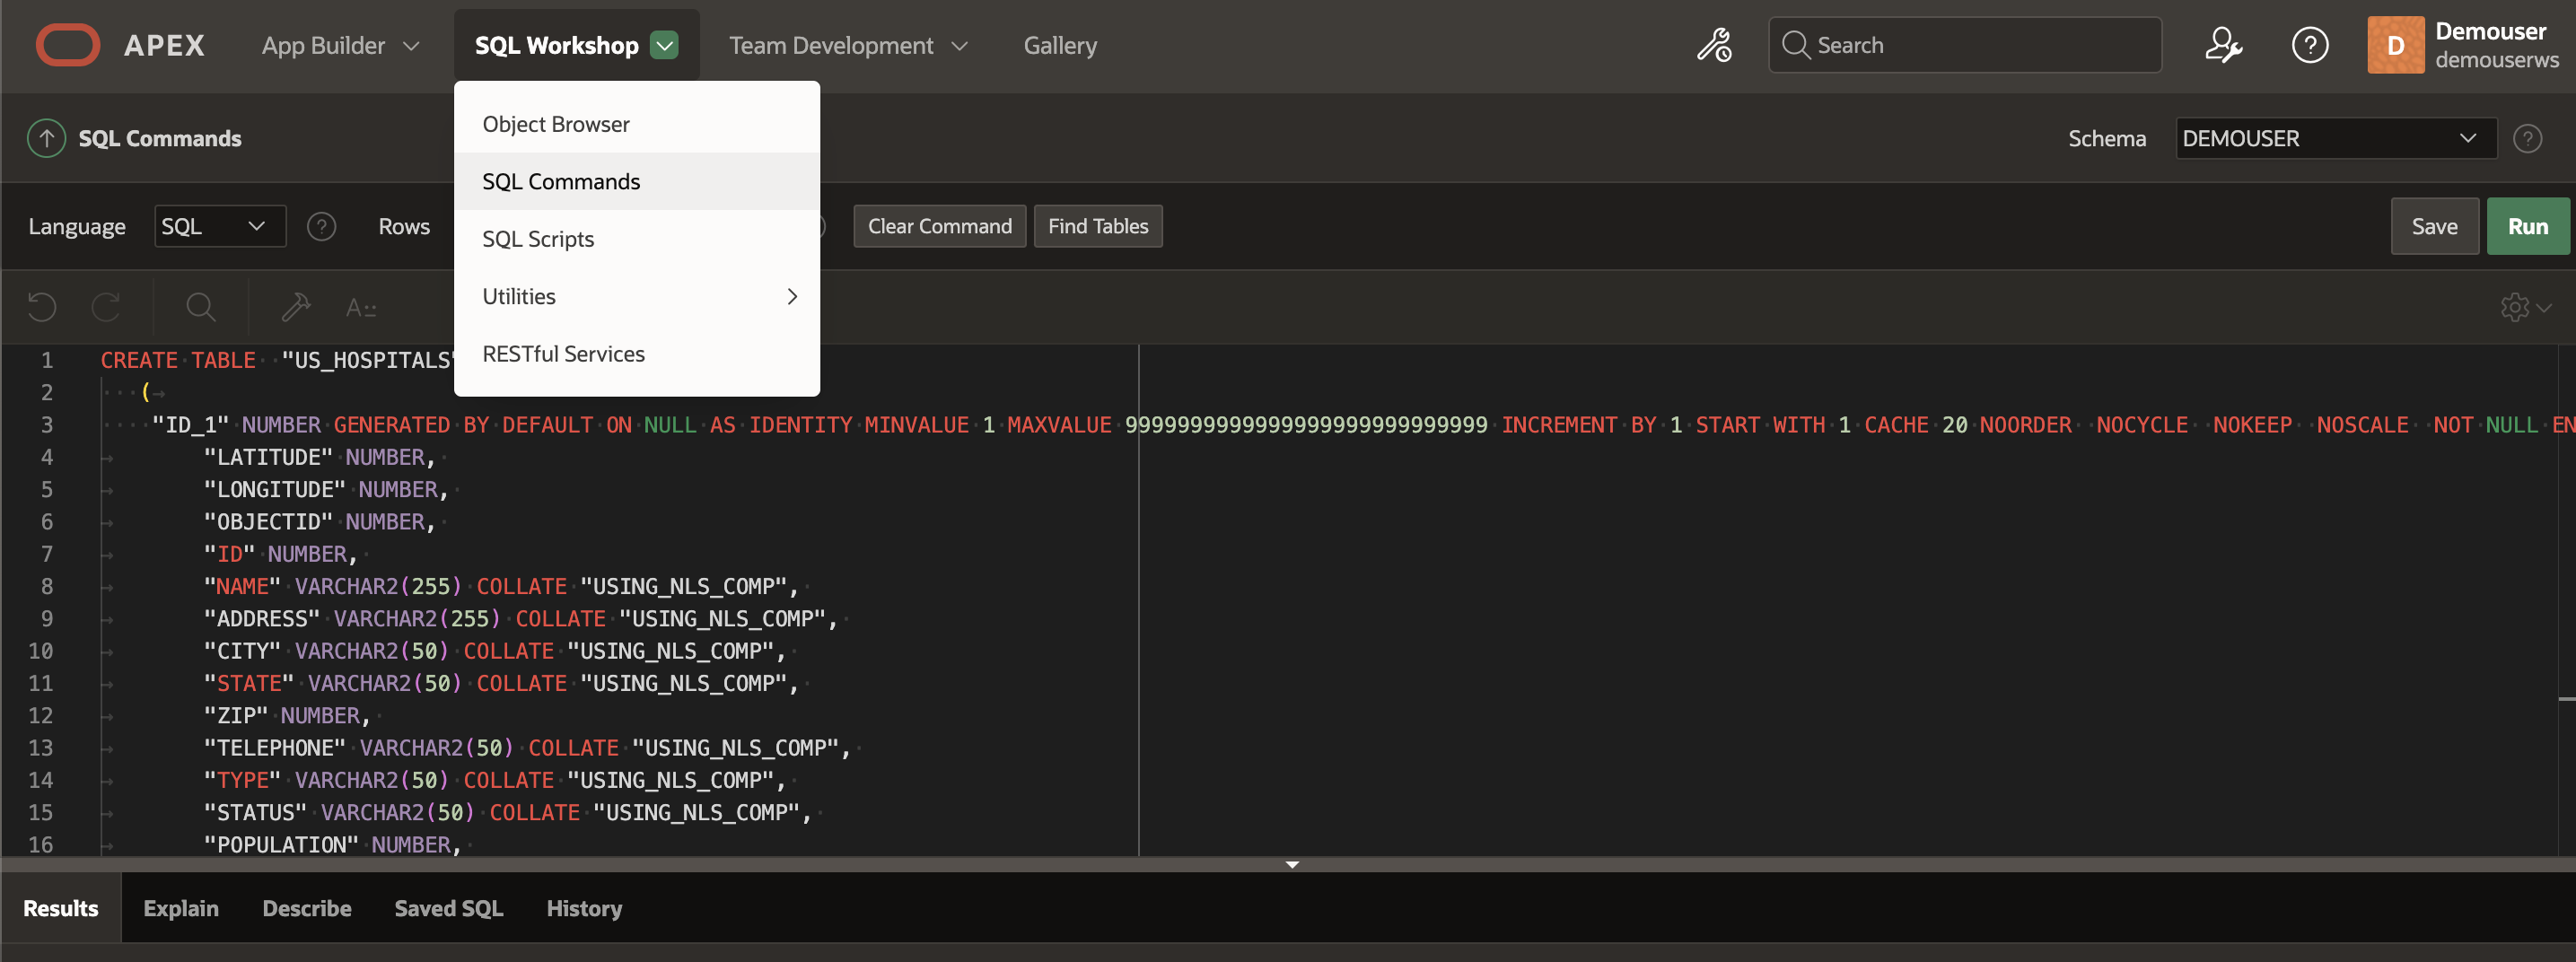 APEX App Builder SQL Workshop Team Development Gallery Search D Demouser
demouserws
SQL Commands Schema DEMOUSER ?
Object Browser
SQL Commands
SQL Scripts
Utilities
RESTful Services
Language SQL ? Rows Clear Command Find Tables Save Run
1 CREATE TABLE "US_HOSPITALS"
2 (
3 "ID_1" NUMBER GENERATED BY DEFAULT ON NULL AS IDENTITY MINVALUE 1 MAXVALUE 9999999999999999999999999999 INCREMENT BY 1 START WITH 1 CACHE 20 NOORDER NOCYCLE NOKEEP NOSCALE NOT NULL EN
4 "LATITUDE" NUMBER,
5 "LONGITUDE" NUMBER,
6 "OBJECTID" NUMBER,
7 "ID" NUMBER,
8 "NAME" VARCHAR2(255) COLLATE "USING_NLS_COMP",
9 "ADDRESS" VARCHAR2(255) COLLATE "USING_NLS_COMP",
10 "CITY" VARCHAR2(50) COLLATE "USING_NLS_COMP",
11 "STATE" VARCHAR2(50) COLLATE "USING_NLS_COMP",
12 "ZIP" NUMBER,
13 "TELEPHONE" VARCHAR2(50) COLLATE "USING_NLS_COMP",
14 "TYPE" VARCHAR2(50) COLLATE "USING_NLS_COMP",
15 "STATUS" VARCHAR2(50) COLLATE "USING_NLS_COMP",
16 "POPULATION" NUMBER,
Results Explain Describe Saved SQL History